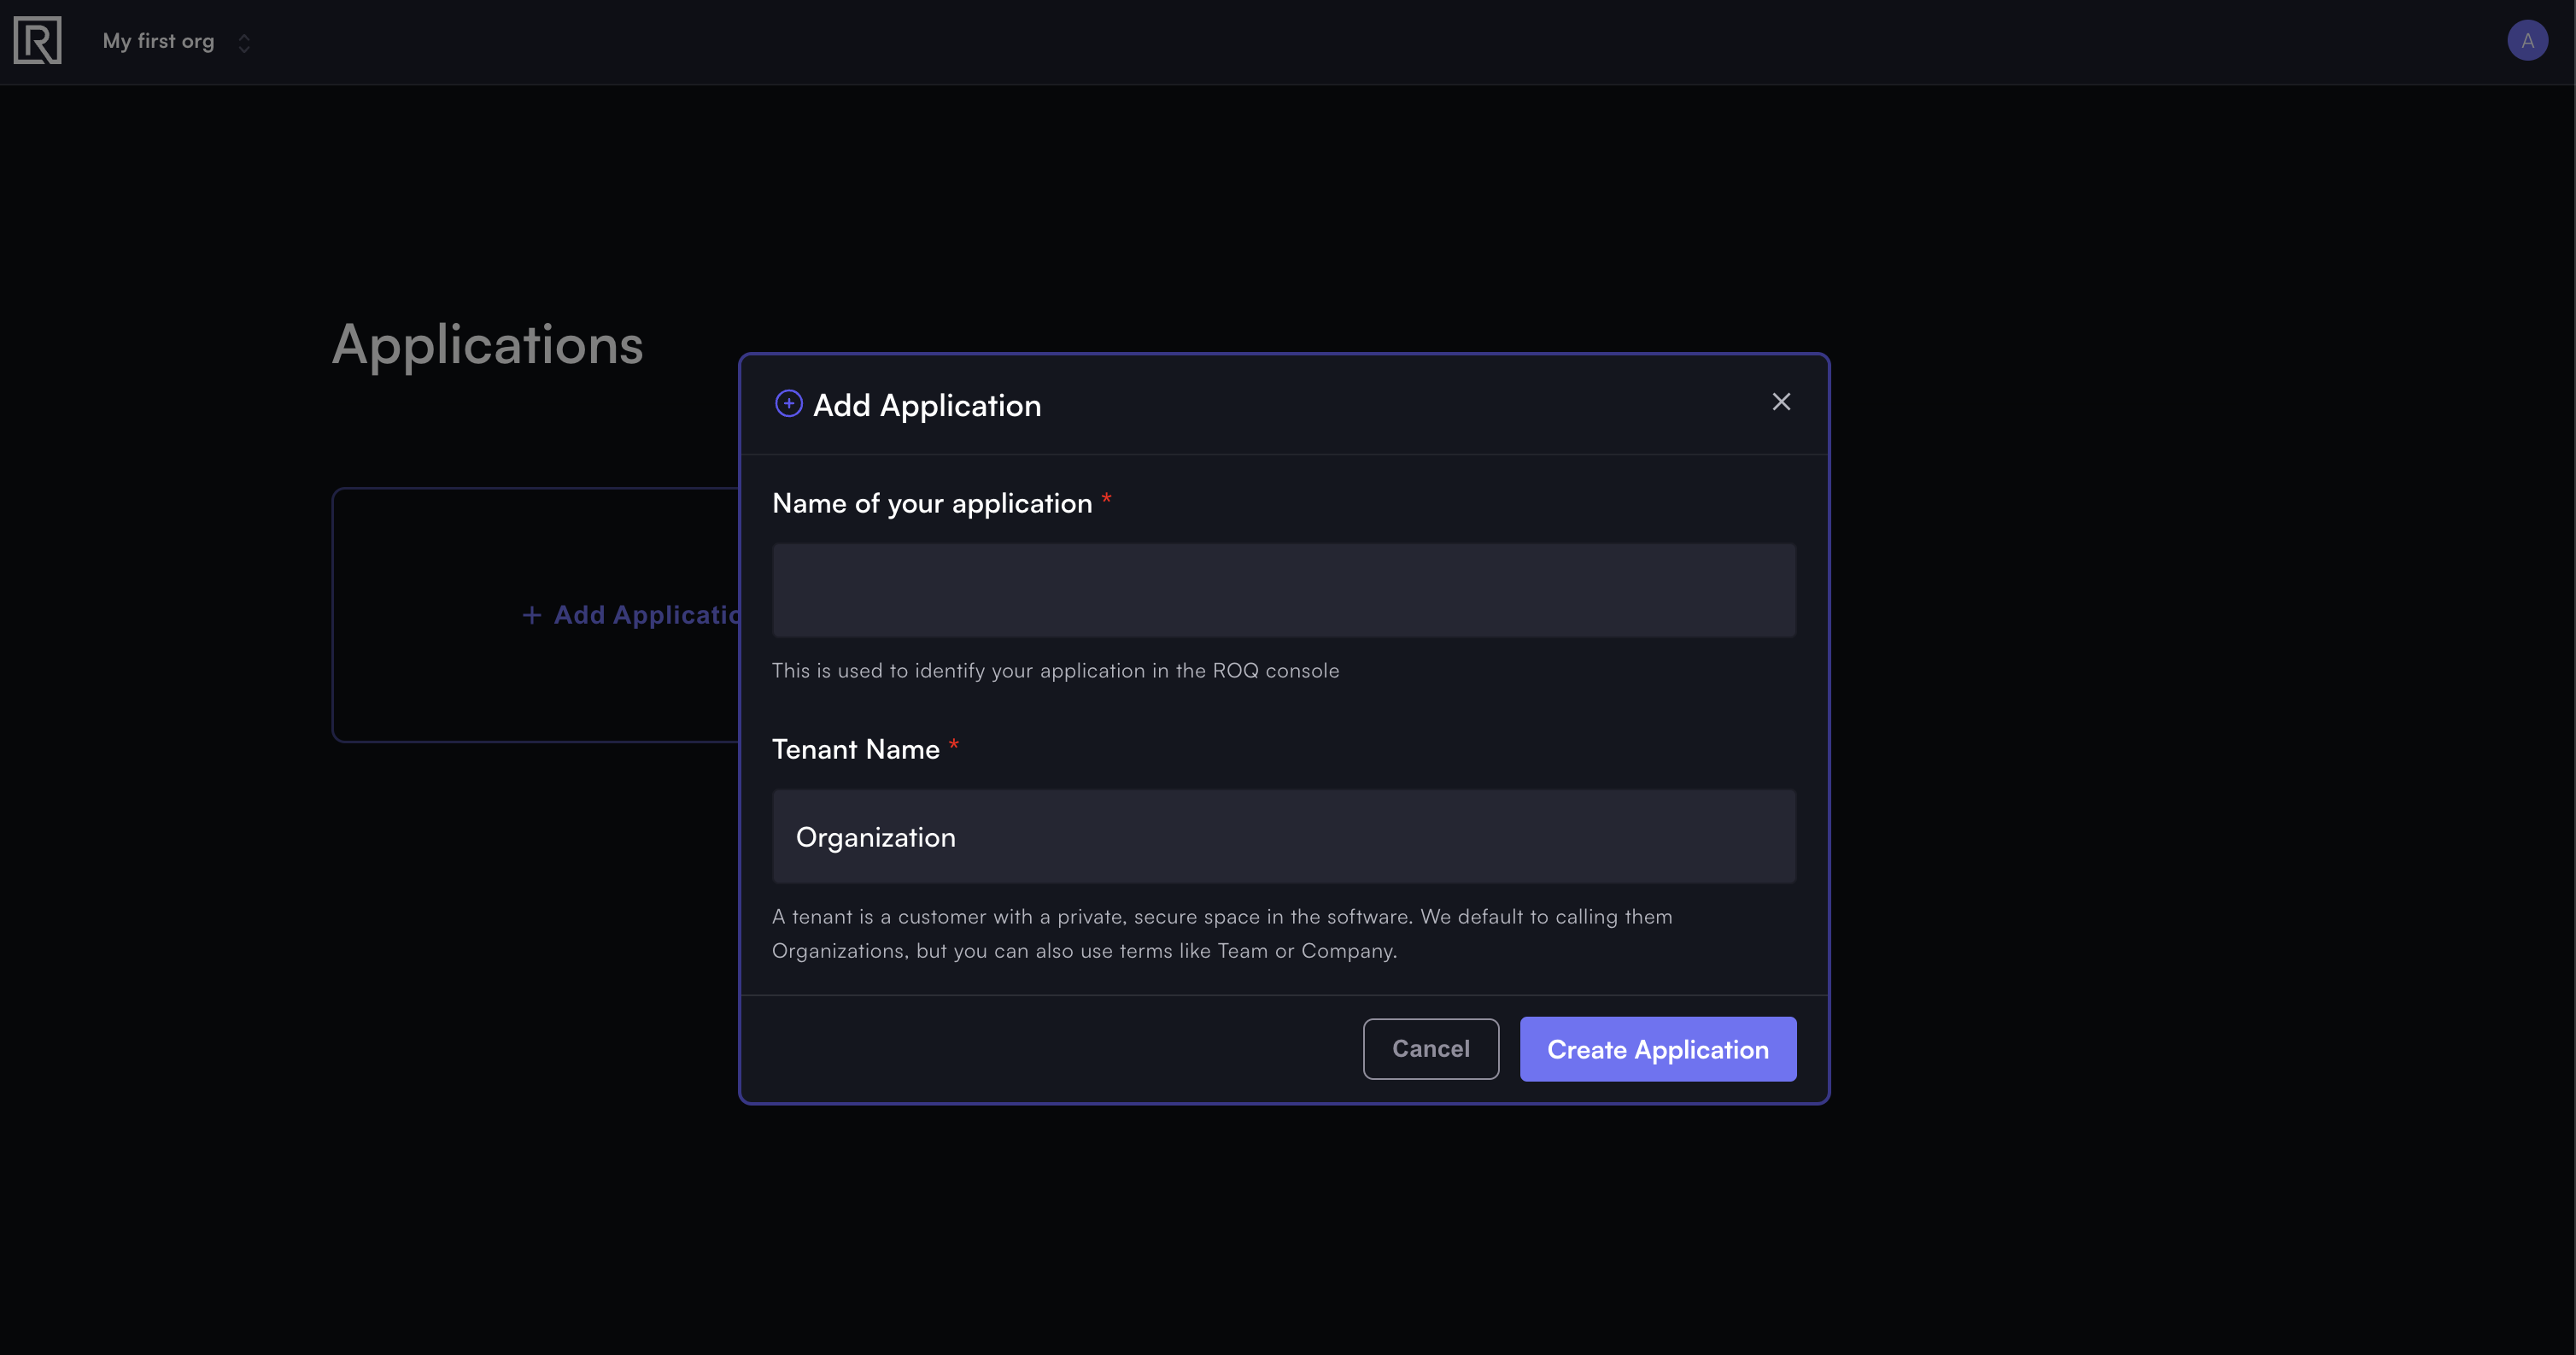 R
My first org
A
Applications
+ Add Applicatio
Add Application
Name of your application *
This is used to identify your application in the ROQ console
Tenant Name *
Organization
A tenant is a customer with a private, secure space in the software. We default to calling them
Organizations, but you can also use terms like Team or Company.
Cancel
Create Application